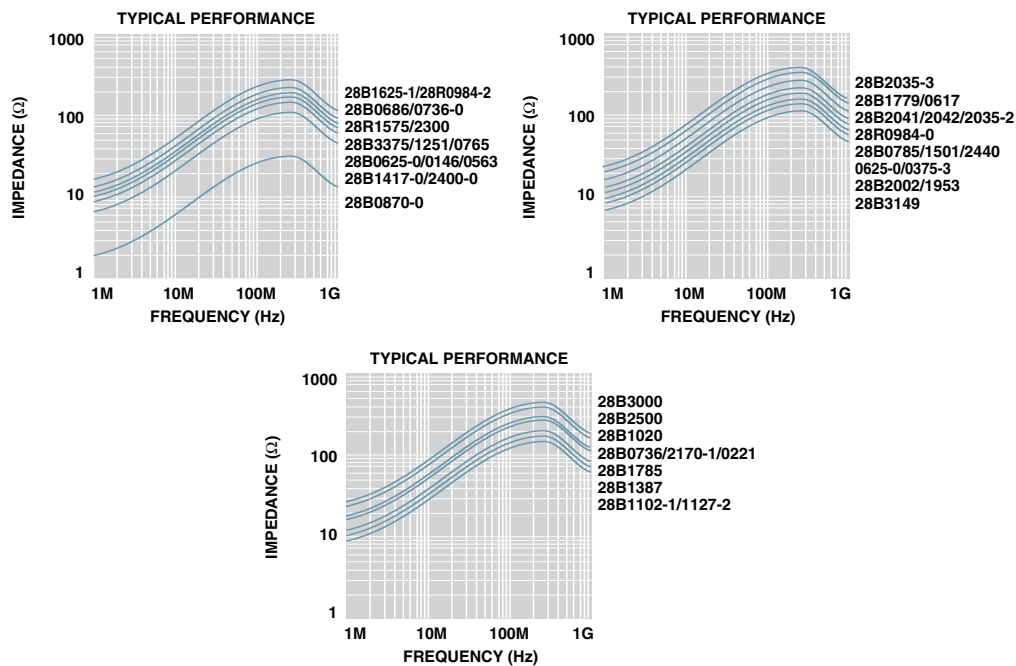 TYPICAL PERFORMANCE
1000
100
10
1
IMPEDANCE (Ω)
1M 10M 100M 1G
FREQUENCY (Hz)
28B1625-1/28R0984-2
28B0686/0736-0
28R1575/2300
28B3375/1251/0765
28B0625-0/0146/0563
28B1417-0/2400-0
28B0870-0
TYPICAL PERFORMANCE
1000
100
10
1
IMPEDANCE (Ω)
1M 10M 100M 1G
FREQUENCY (Hz)
28B2035-3
28B1779/0617
28B2041/2042/2035-2
28R0984-0
28B0785/1501/2440
0625-0/0375-3
28B2002/1953
28B3149
TYPICAL PERFORMANCE
1000
100
10
1
IMPEDANCE (Ω)
1M 10M 100M 1G
FREQUENCY (Hz)
28B3000
28B2500
28B1020
28B0736/2170-1/0221
28B1785
28B1387
28B1102-1/1127-2